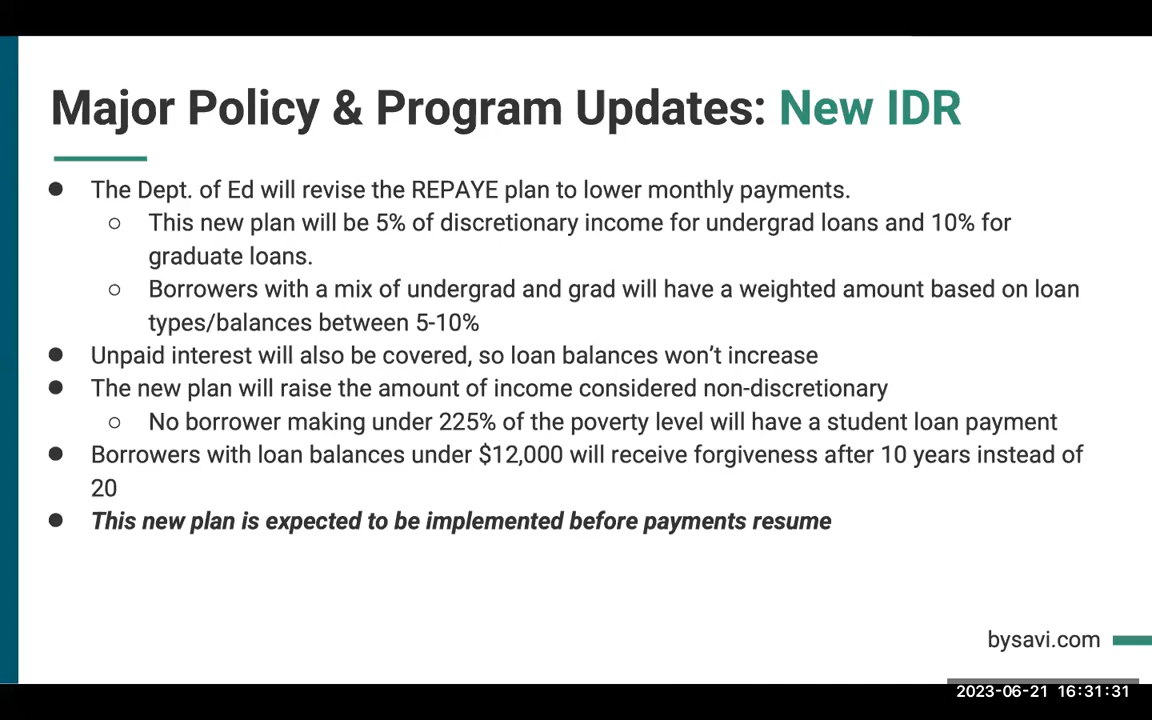 Major Policy & Program Updates: New IDR
● The Dept. of Ed will revise the REPAYE plan to lower monthly payments.
○ This new plan will be 5% of discretionary income for undergrad loans and 10% for
graduate loans.
○ Borrowers with a mix of undergrad and grad will have a weighted amount based on loan
types/balances between 5-10%
● Unpaid interest will also be covered, so loan balances won’t increase
● The new plan will raise the amount of income considered non-discretionary
○ No borrower making under 225% of the poverty level will have a student loan payment
● Borrowers with loan balances under $12,000 will receive forgiveness after 10 years instead of
20
● This new plan is expected to be implemented before payments resume
bysavi.com
2023-06-21 16:31:31